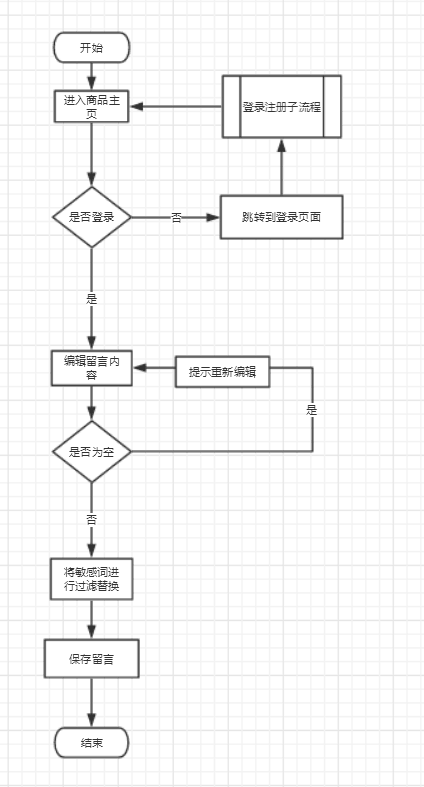 开始
进入商品主
页
登录注册子流程
是否登录
否
跳转到登录页面
是
编辑留言内
容
提示重新编辑
是
是否为空
否
将敏感词进
行过滤替换
保存留言
结束